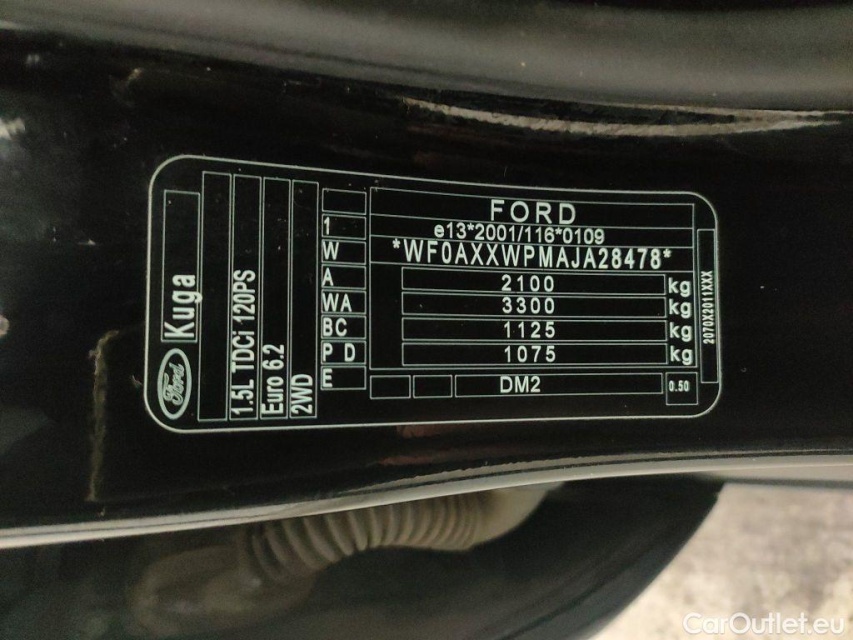 FORD
e13*2001/116*0109
*WF0AXXWPMAJA28478*
2100 kg
3300 kg
1125 kg
1075 kg
DM2
0.50
2070X2011XXX
1
W
A
WA
BC
P D
E
Kuga
Ford
1.5L TDCi 120PS
Euro 6.2
2WD
CarOutlet.eu